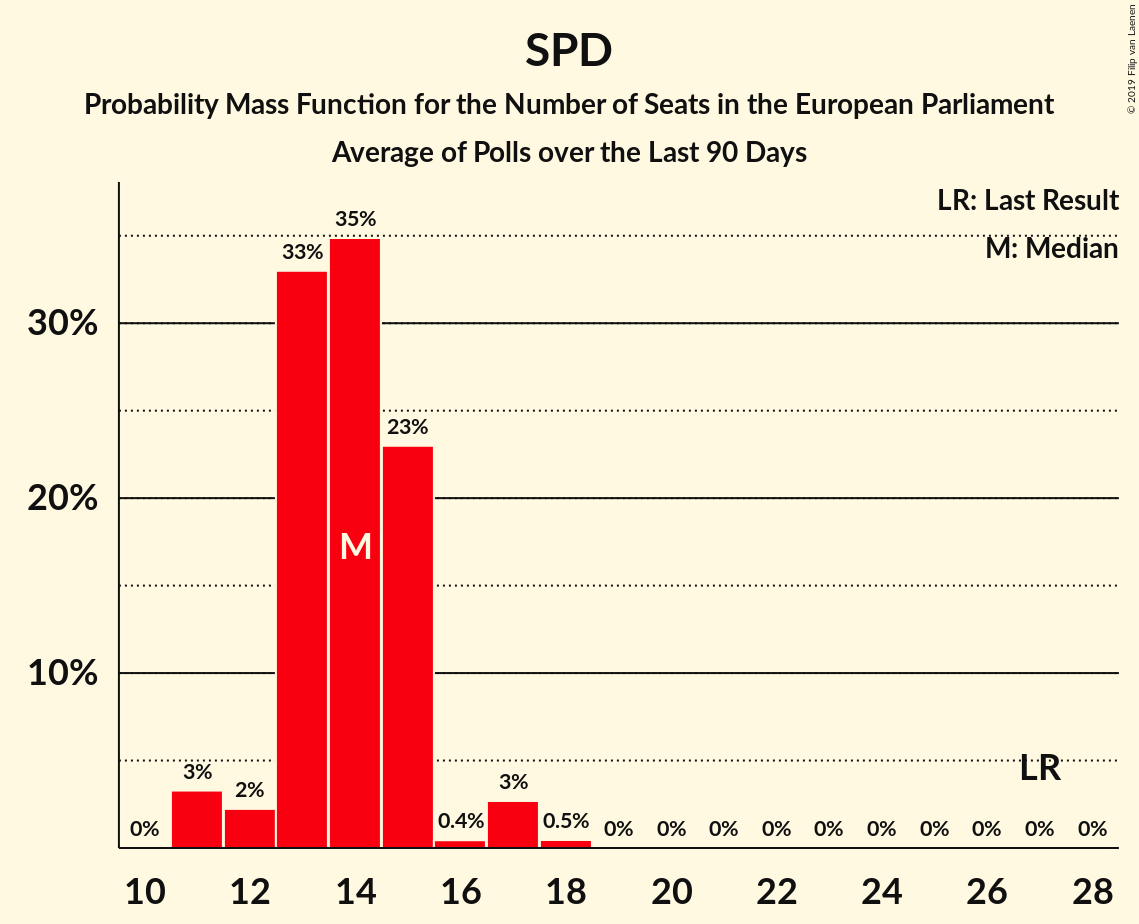 SPD
Probability Mass Function for the Number of Seats in the European Parliament
Average of Polls over the Last 90 Days
© 2019 Filip van Laenen
LR: Last Result
M: Median
30%
20%
10%
0%
3%
2%
33%
35%
23%
0.4%
3%
0.5%
0%
0%
0%
0%
0%
0%
0%
0%
0%
0%
M
LR
10 12 14 16 18 20 22 24 26 28